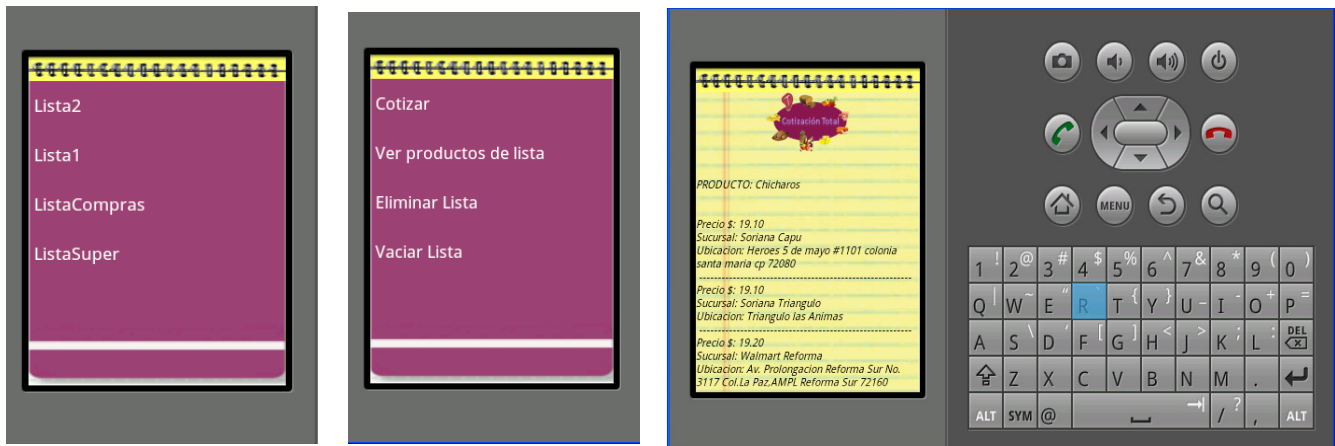 Lista2
Lista1
ListaCompras
ListaSuper
Cotizar
Ver productos de lista
Eliminar Lista
Vaciar Lista
Cotización Total
PRODUCTO: Chicharos
Precio $: 19.10
Sucursal: Soriana Capu
Ubicacion: Heroes 5 de mayo #1101 colonia
santa maria cp 72080
--------------------------------------------------------
Precio $: 19.10
Sucursal: Soriana Triangulo
Ubicacion: Triangulo las Animas
--------------------------------------------------------
Precio $: 19.20
Sucursal: Walmart Reforma
Ubicacion: Av. Prolongacion Reforma Sur No.
3117 Col.La Paz,AMPL Reforma Sur 72160
MENU
1 ! 2 @ 3 # 4 $ 5 % 6 ^ 7 & 8 * 9 ( 0 )
Q | W ~ E " R ` T { Y } U _ I - O + P =
A S \ D ' F [ G ] H < J > K ; L : DEL
Z X C V B N M .
ALT SYM @ / ? , ALT